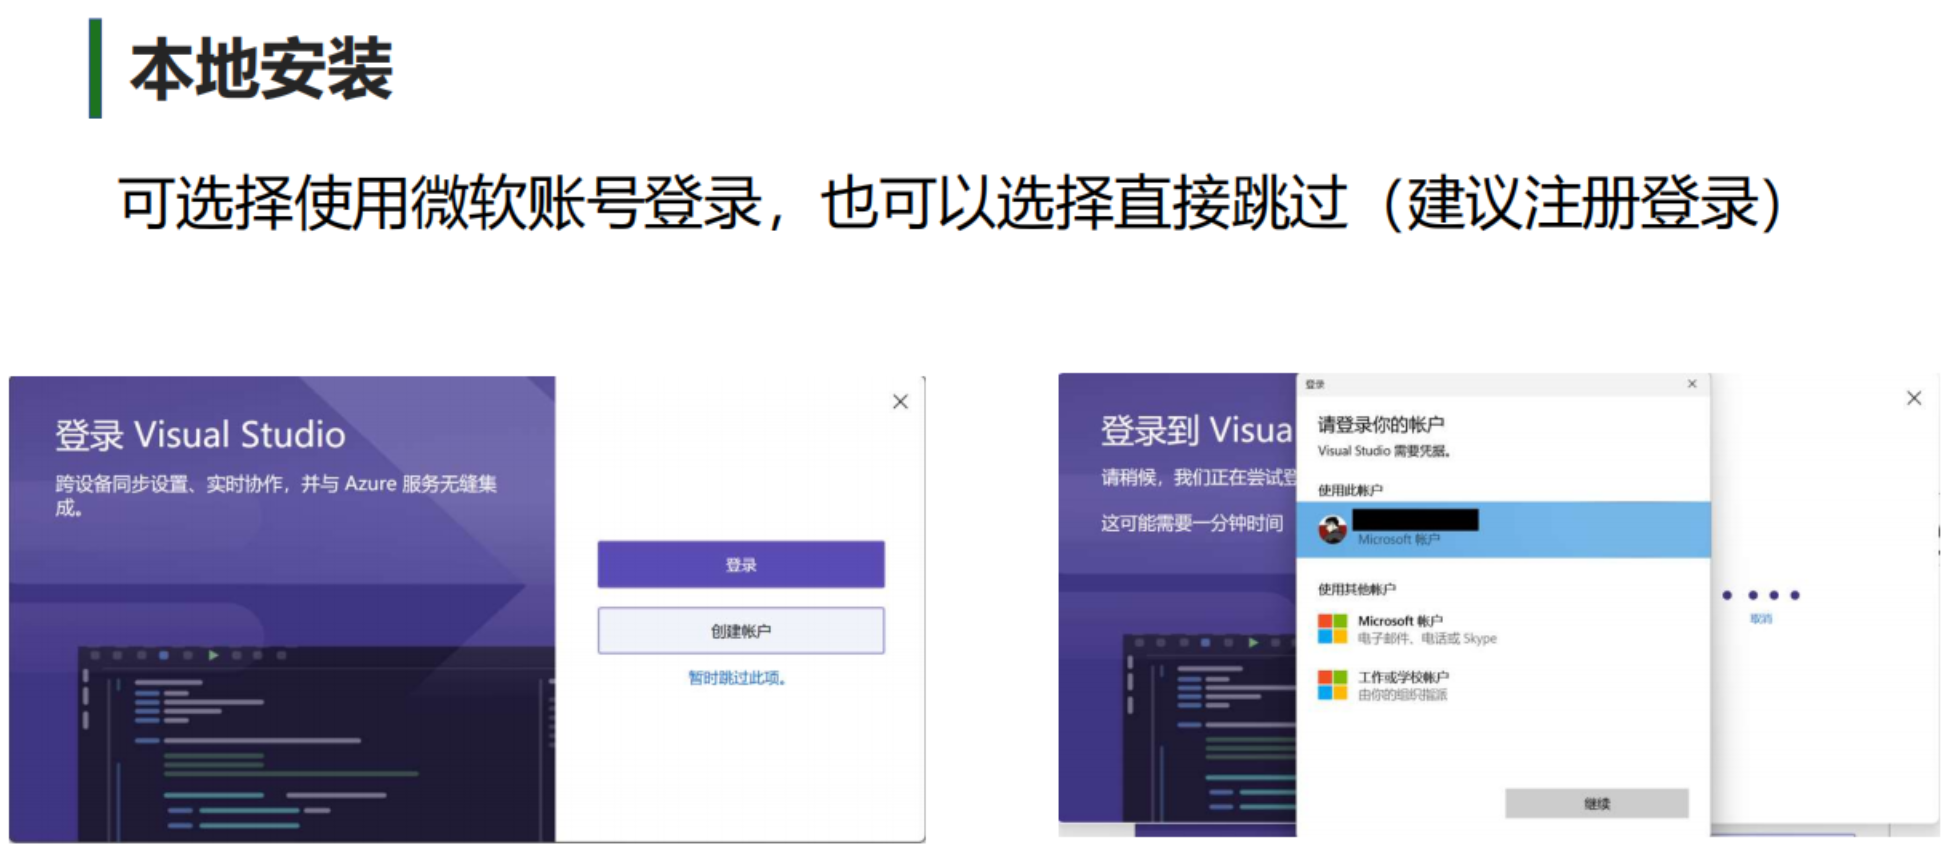 本地安装
可选择使用微软账号登录，也可以选择直接跳过（建议注册登录）
登录 Visual Studio
跨设备同步设置、实时协作，并与 Azure 服务无缝集
成。
登录
创建帐户
暂时跳过此项。
登录到 Visua
请稍候，我们正在尝试登
这可能需要一分钟时间
登录
请登录你的帐户
Visual Studio 需要凭据。
使用此帐户
Microsoft 帐户
使用其他帐户
Microsoft 帐户
电子邮件、电话或 Skype
工作或学校帐户
由你的组织指派
继续
取消